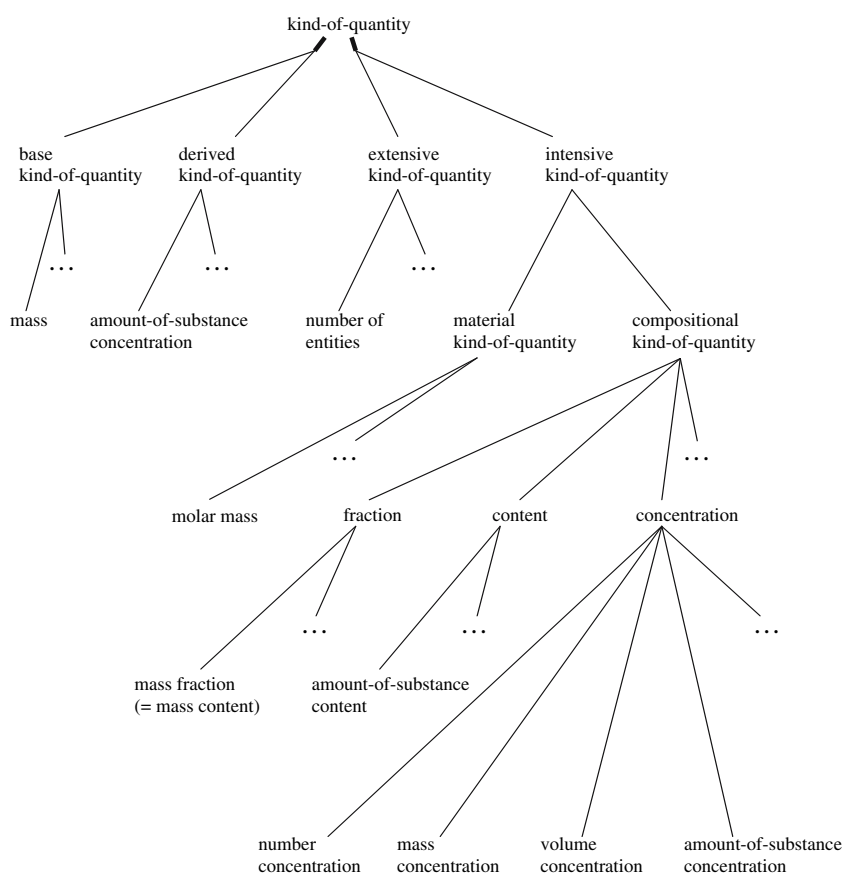 kind-of-quantity
base
kind-of-quantity
derived
kind-of-quantity
extensive
kind-of-quantity
intensive
kind-of-quantity
...
...
...
mass
amount-of-substance
concentration
number of
entities
material
kind-of-quantity
compositional
kind-of-quantity
...
...
molar mass
fraction
content
concentration
...
...
...
mass fraction
(= mass content)
amount-of-substance
content
number
concentration
mass
concentration
volume
concentration
amount-of-substance
concentration